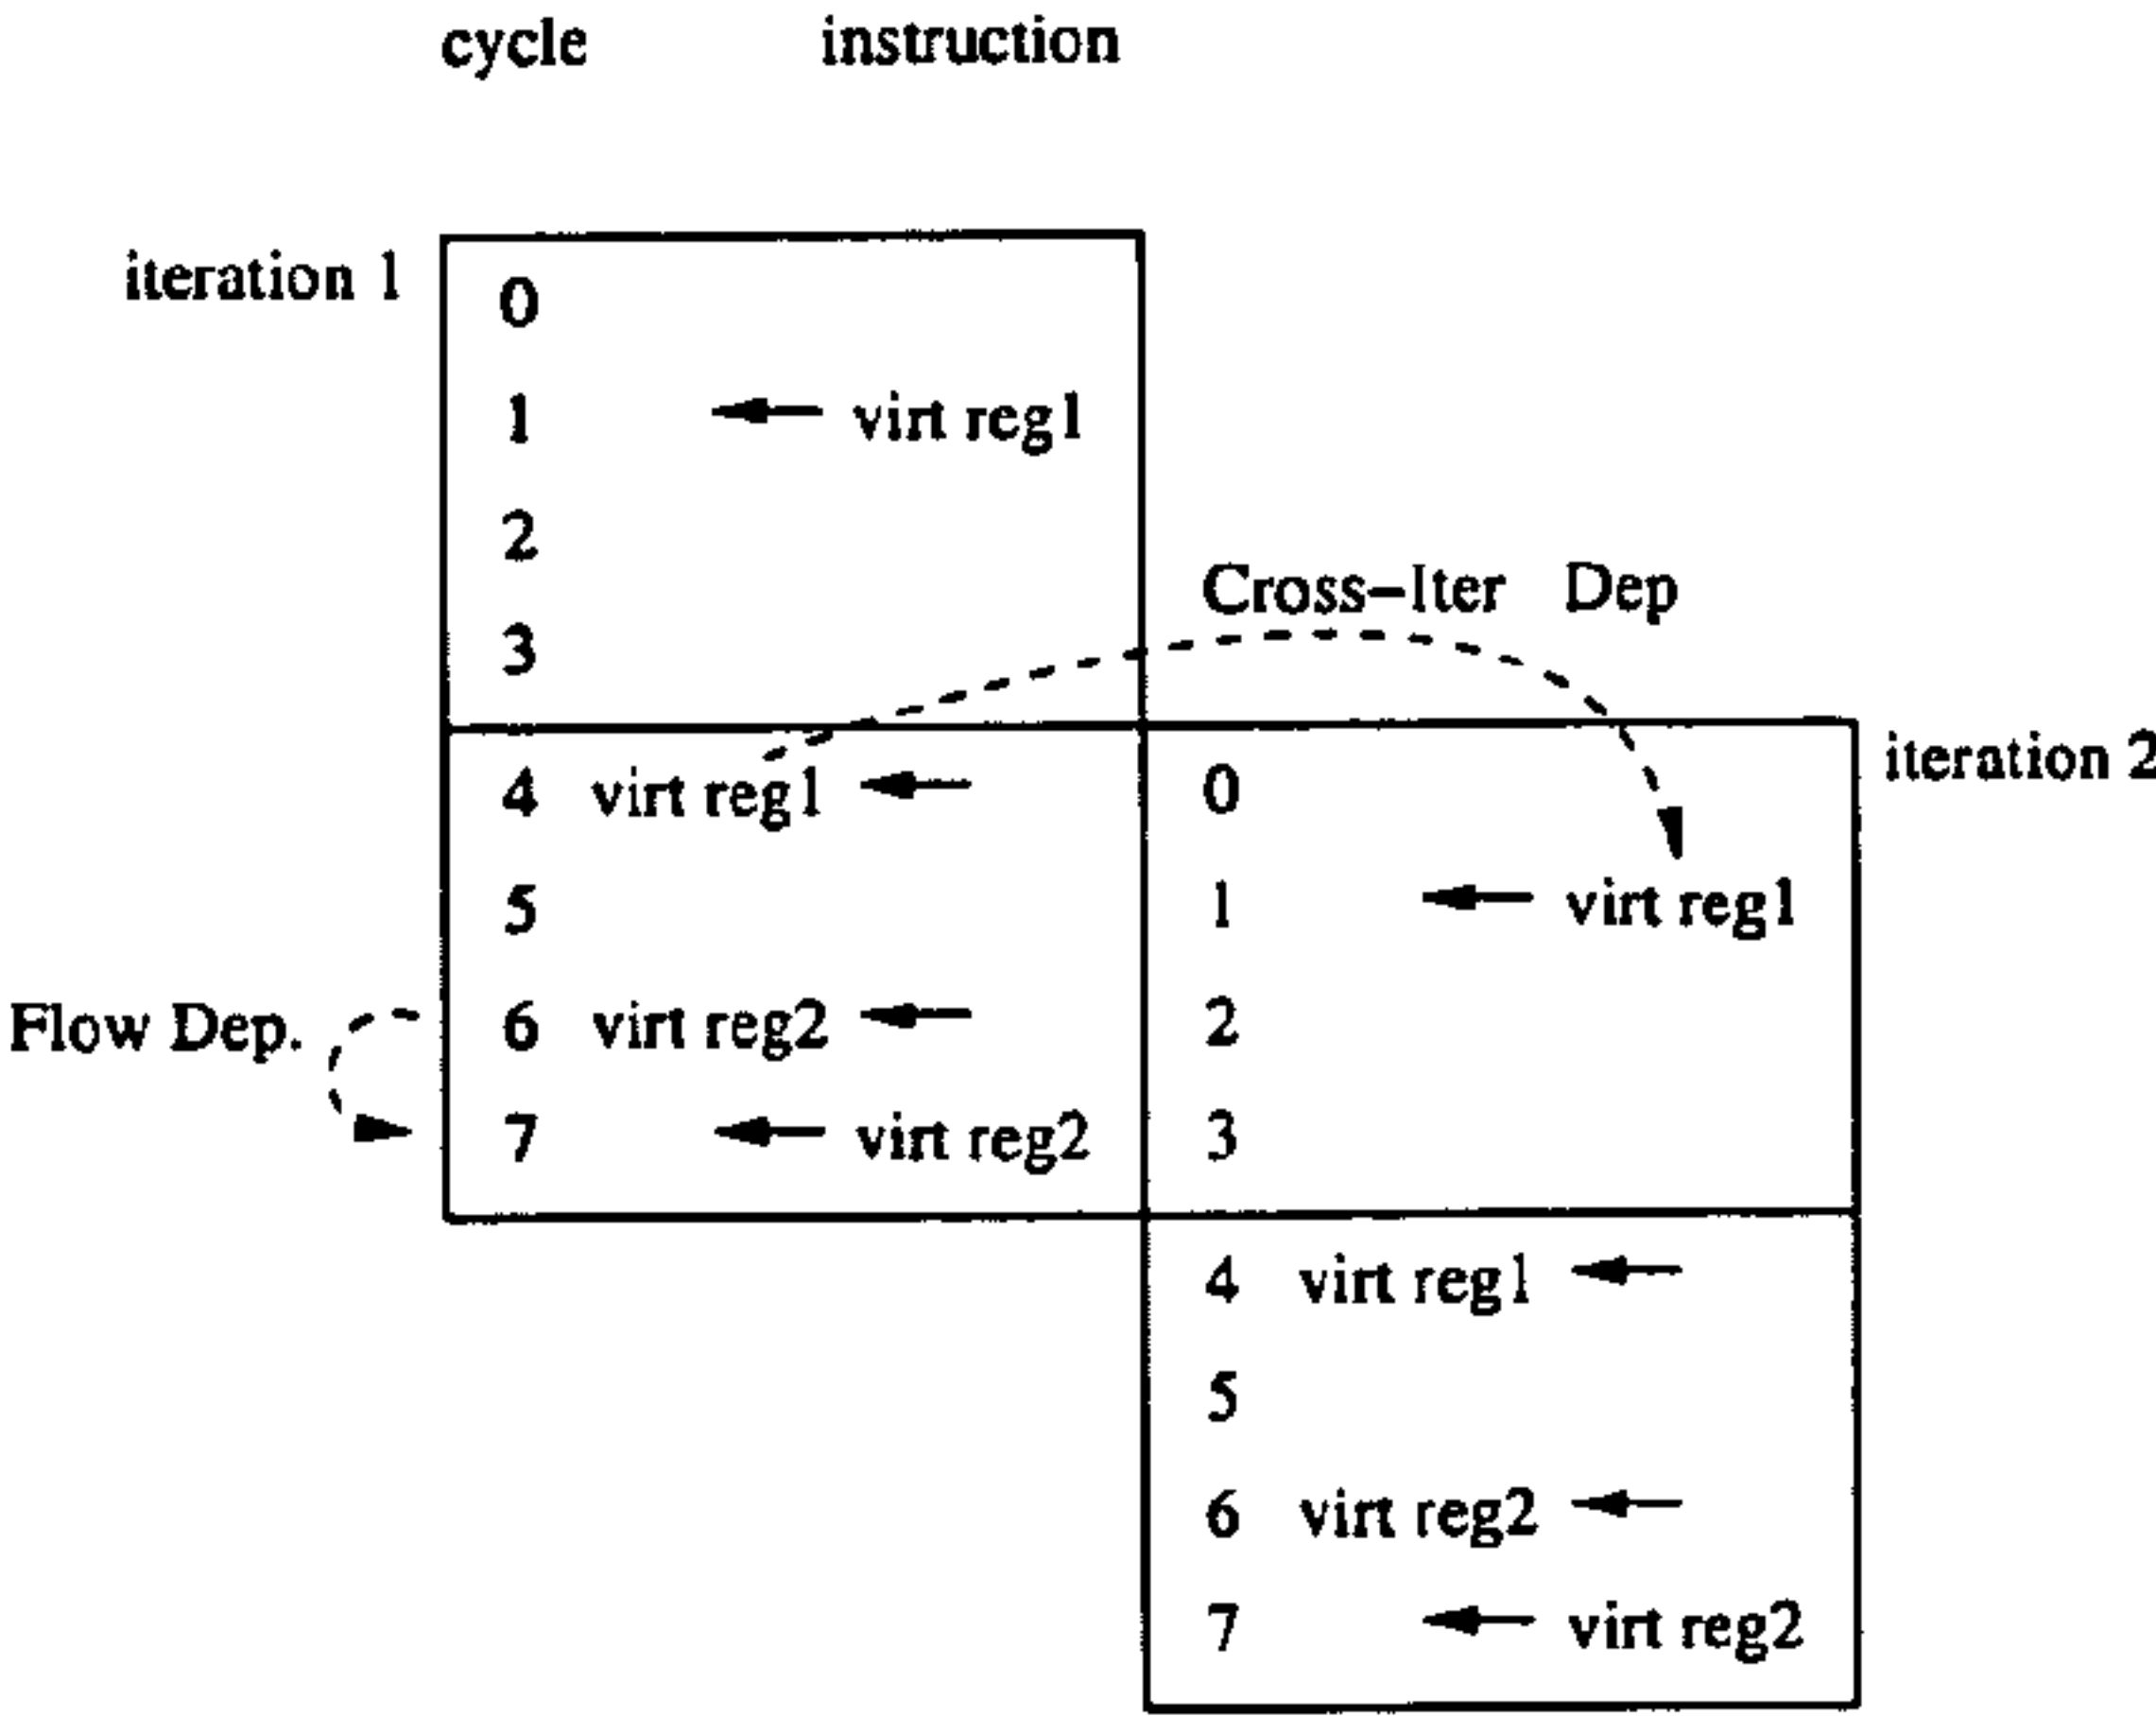 cycle instruction
iteration 1
0
1 virt reg1
2
Cross-Iter Dep
3
iteration 2
4 virt reg1 0
5 1 virt reg1
Flow Dep. 6 virt reg2 2
7 virt reg2 3
4 virt reg1
5
6 virt reg2
7 virt reg2